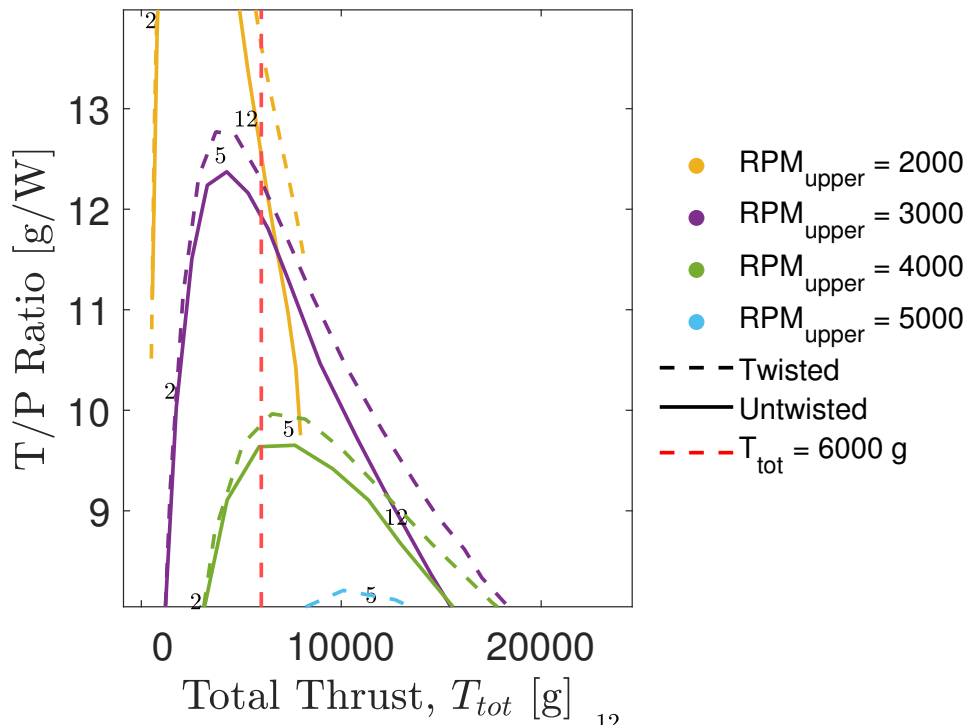 2
13
12
5
12
11
2
10
5
9
12
2
5
T/P Ratio [g/W]
0
10000
20000
Total Thrust, T_tot [g]
12
RPM_upper = 2000
RPM_upper = 3000
RPM_upper = 4000
RPM_upper = 5000
Twisted
Untwisted
T_tot = 6000 g